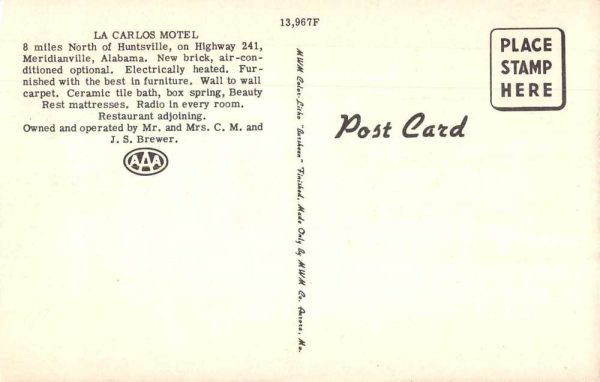 13,967F
LA CARLOS MOTEL
8 miles North of Huntsville, on Highway 241,
Meridianville, Alabama. New brick, air-con-
ditioned optional. Electrically heated. Fur-
nished with the best in furniture. Wall to wall
carpet. Ceramic tile bath, box spring, Beauty
Rest mattresses. Radio in every room.
Restaurant adjoining.
Owned and operated by Mr. and Mrs. C. M. and
J. S. Brewer.
AAA
MWM Color-Litho "Dursheen" Finished. Made Only by MWM Co. Aurora, Mo.
Post Card
PLACE
STAMP
HERE